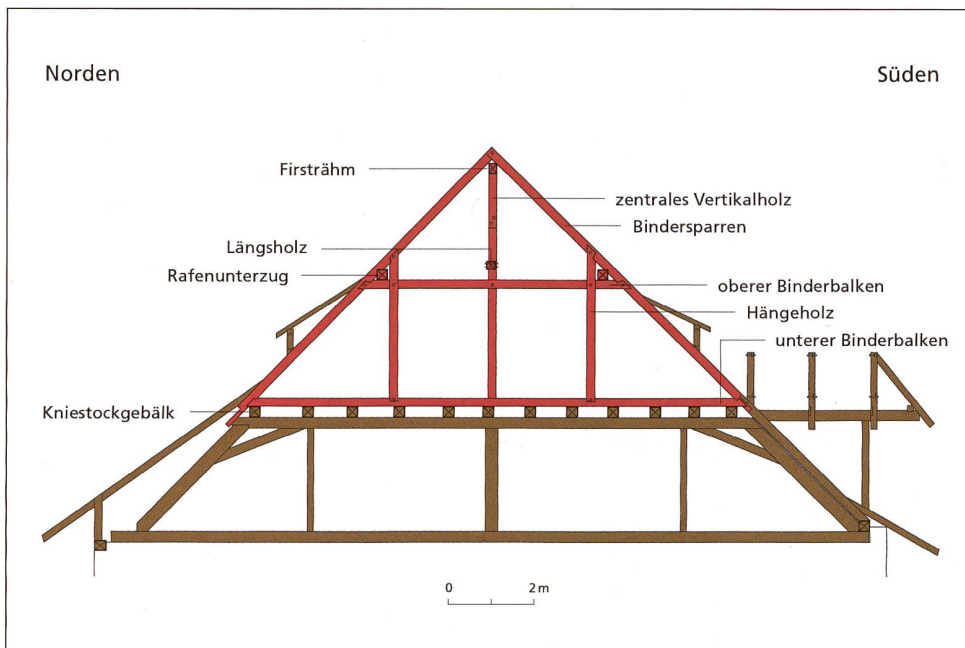 Norden
Süden
Firsträhm
zentrales Vertikalholz
Bindersparren
Längsholz
Rafenunterzug
oberer Binderbalken
Hängeholz
unterer Binderbalken
Kniestockgebälk
0 2 m